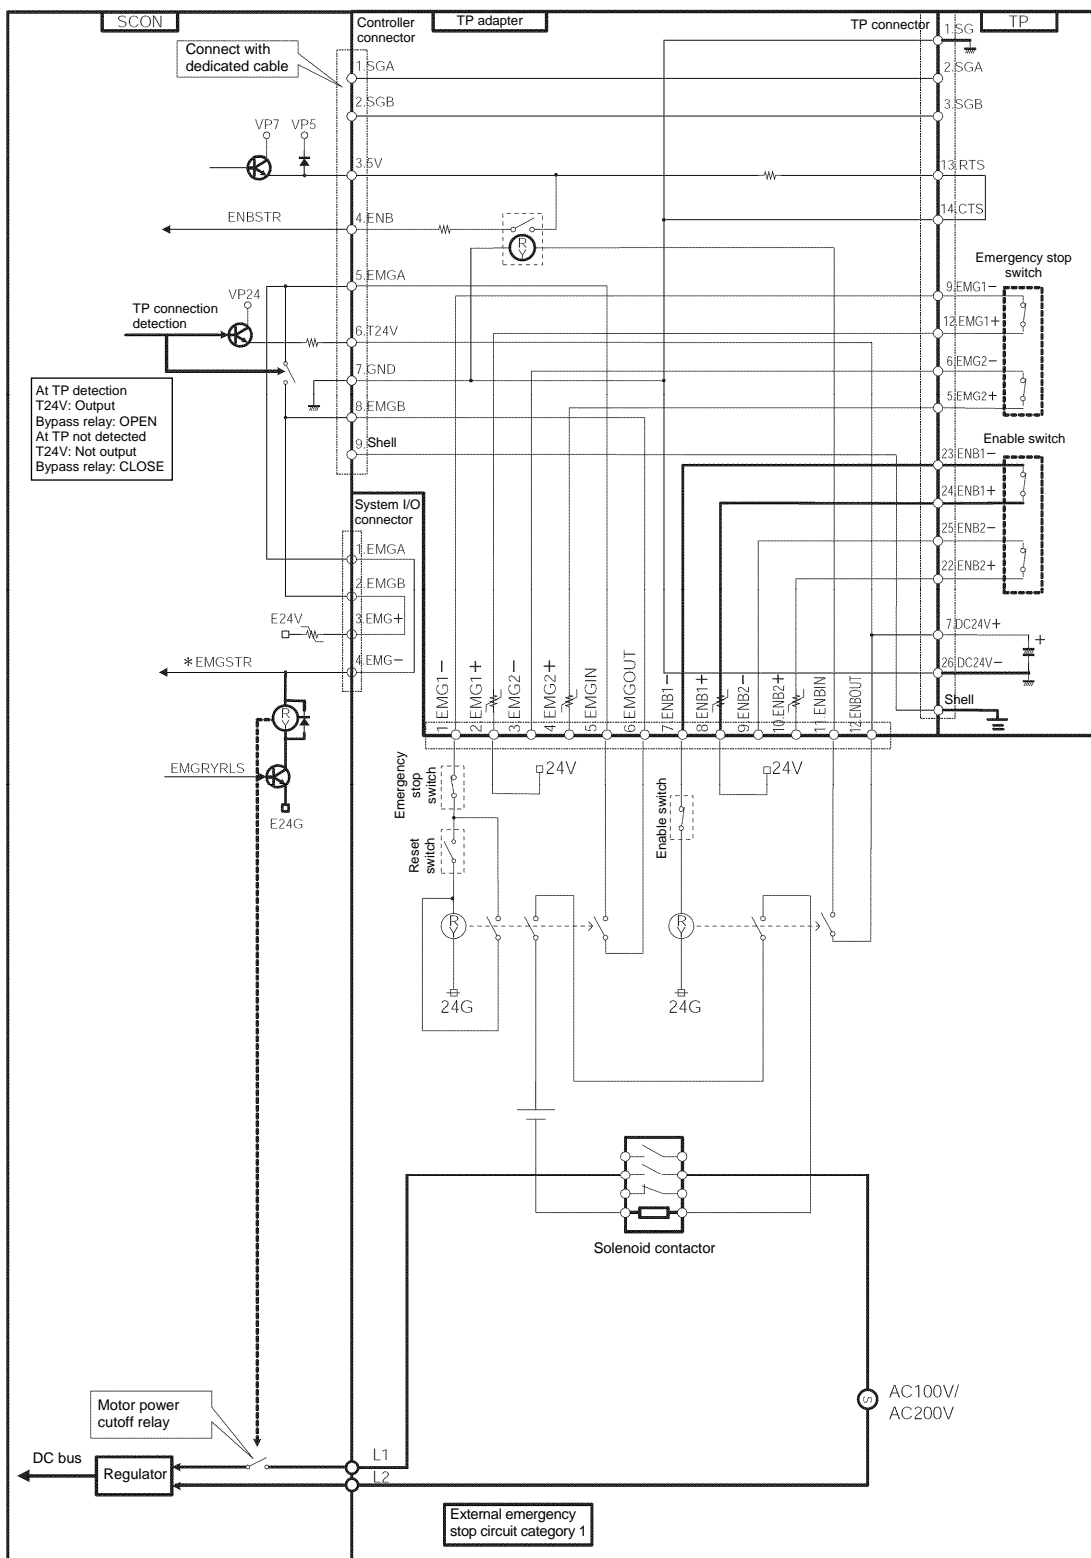 SCON
Controller
connector
TP adapter
TP connector
TP
Connect with
dedicated cable
1.SG
1.SGA
2.SGA
2.SGB
3.SGB
VP7
VP5
3.5V
13.RTS
ENBSTR
4.ENB
14.CTS
R
Y
Emergency stop
switch
5.EMGA
9.EMG1−
VP24
TP connection
detection
12.EMG1+
6.T24V
7.GND
6.EMG2−
At TP detection
T24V: Output
Bypass relay: OPEN
At TP not detected
T24V: Not output
Bypass relay: CLOSE
8.EMGB
5.EMG2+
9. Shell
Enable switch
23.ENB1−
24.ENB1+
System I/O
connector
25.ENB2−
1.EMGA
22.ENB2+
2.EMGB
E24V
3.EMG+
7.DC24V+
+
*EMGSTR
4.EMG−
26.DC24V−
Shell
1 EMG1−
2.EMG1+
3.EMG2−
4.EMG2+
5.EMGIN
6.EMGOUT
7.ENB1−
8.ENB1+
9.ENB2−
10.ENB2+
11.ENBIN
12.ENBOUT
R
Y
EMGRYRLS
E24G
Emergency
stop
switch
24V
Enable switch
24V
Reset
switch
R
Y
R
Y
24G
24G
Solenoid contactor
S
AC100V/
AC200V
Motor power
cutoff relay
DC bus
Regulator
L1
L2
External emergency
stop circuit category 1